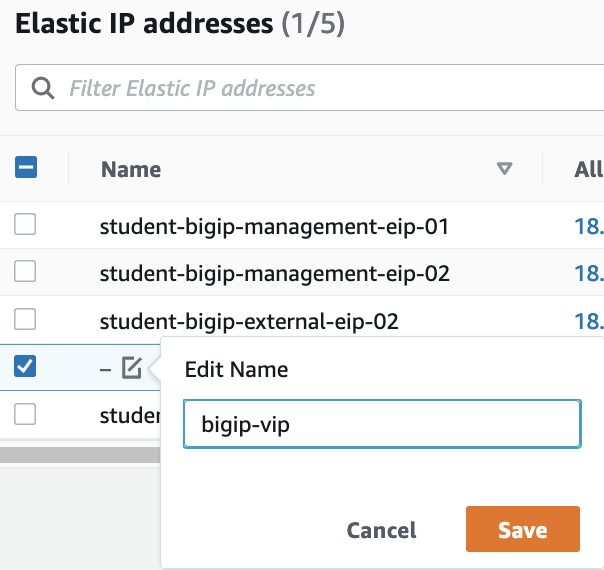 Elastic IP addresses (1/5)
Filter Elastic IP addresses
Name
All
student-bigip-management-eip-01
18.
student-bigip-management-eip-02
18.
student-bigip-external-eip-02
18.
–
Edit Name
bigip-vip
studen
Cancel
Save